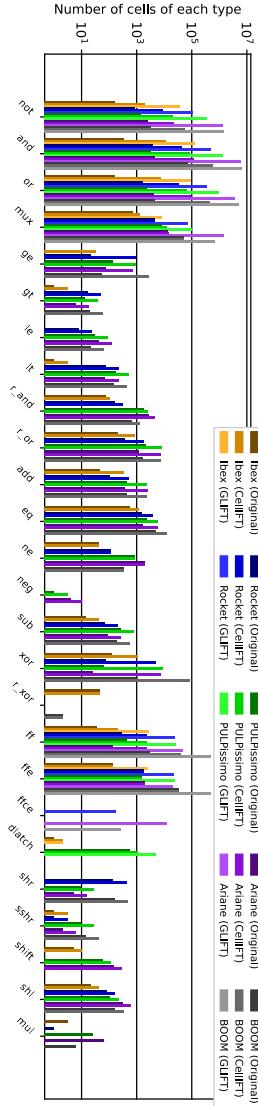 Number of cells of each type
10¹
10³
10⁵
10⁷
not
and
or
mux
ge
gt
le
lt
r_and
r_or
add
eq
ne
neg
sub
xor
r_xor
ff
ffe
ffce
dlatch
shr
sshr
shift
shl
mul
Ibex (Original)
Ibex (CellIFT)
Ibex (GLIFT)
Rocket (Original)
Rocket (CellIFT)
Rocket (GLIFT)
PULPissimo (Original)
PULPissimo (CellIFT)
PULPissimo (GLIFT)
Ariane (Original)
Ariane (CellIFT)
Ariane (GLIFT)
BOOM (Original)
BOOM (CellIFT)
BOOM (GLIFT)